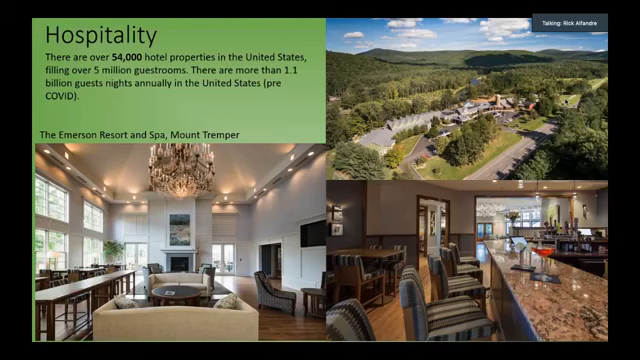 Talking: Rick Alfandre
Hospitality
There are over 54,000 hotel properties in the United States,
filling over 5 million guestrooms. There are more than 1.1
billion guests nights annually in the United States (pre
COVID).
The Emerson Resort and Spa, Mount Tremper